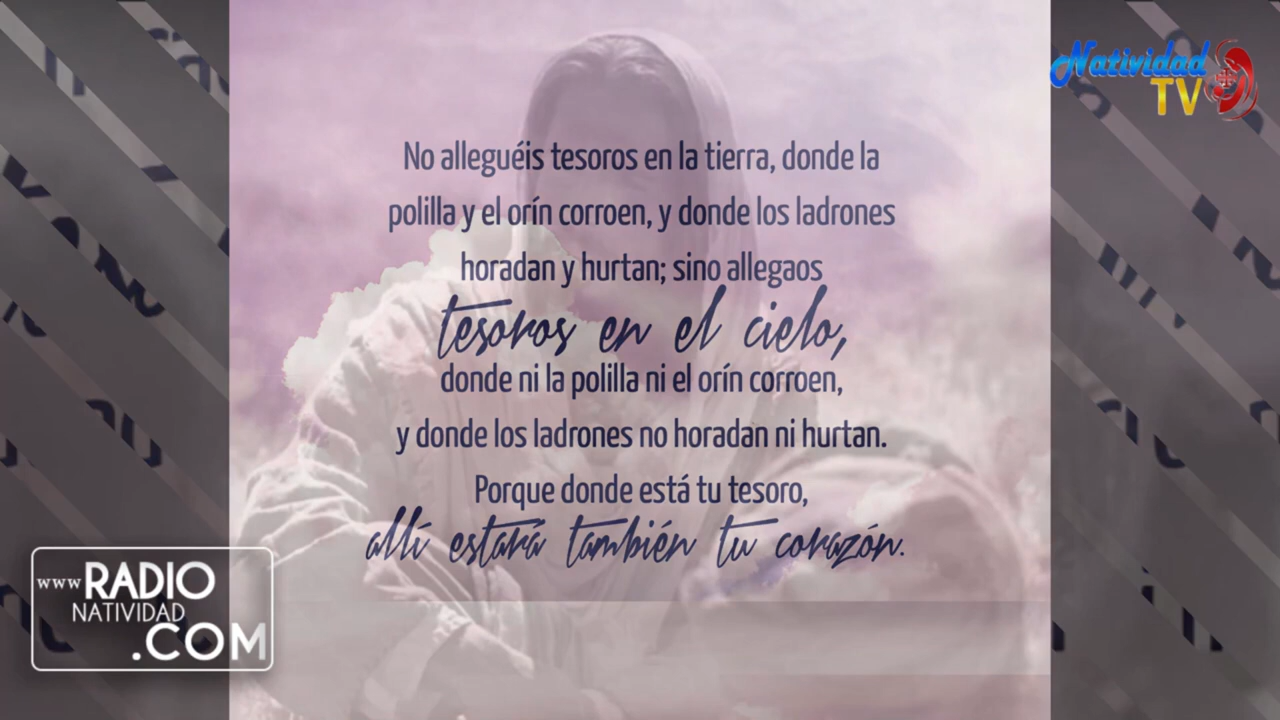 Natividad
TV
No alleguéis tesoros en la tierra, donde la
polilla y el orín corroen, y donde los ladrones
horadan y hurtan; sino allegaos
tesoros en el cielo,
donde ni la polilla ni el orín corroen,
y donde los ladrones no horadan ni hurtan.
Porque donde está tu tesoro,
allí estará también tu corazón.
www RADIO
NATIVIDAD
.COM